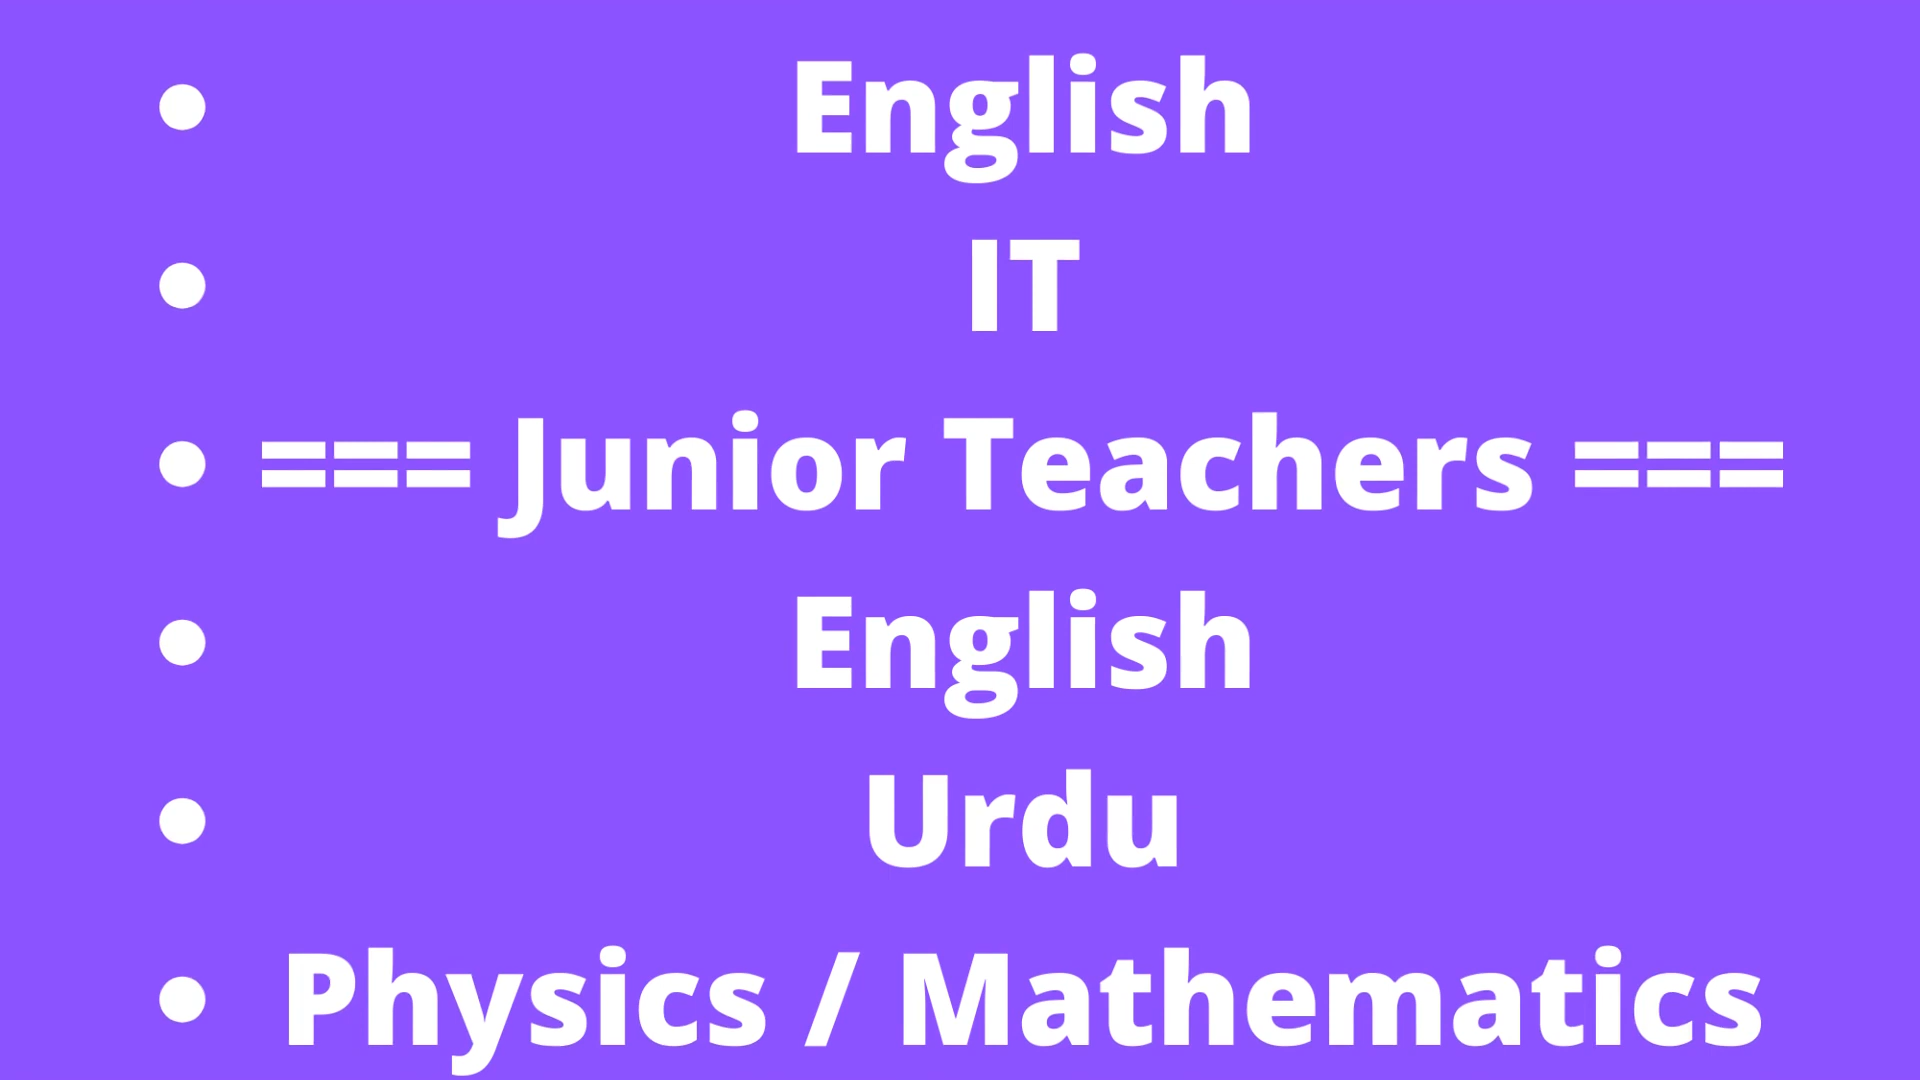 • English
• IT
• === Junior Teachers ===
• English
• Urdu
• Physics / Mathematics